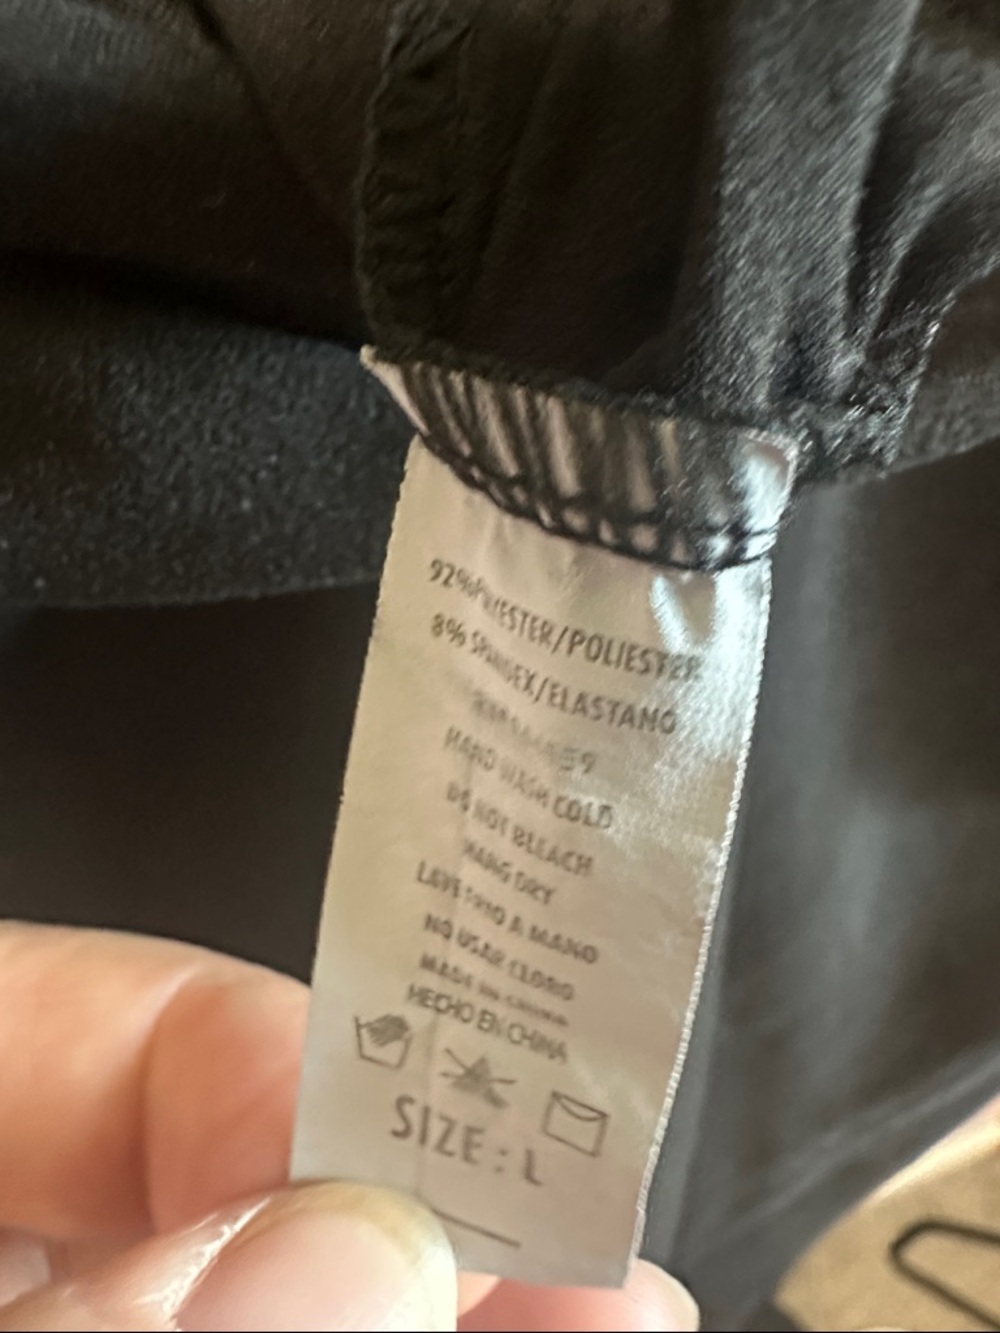 92%POLYESTER/POLIESTER
8% SPANDEX/ELASTANO
HAND WASH COLD
DO NOT BLEACH
HANG DRY
LAVE FRIO A MANO
NO USAR CLORO
MADE IN CHINA
HECHO EN CHINA
SIZE : L